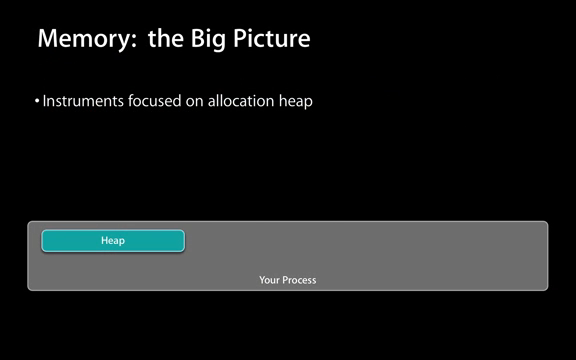 Memory:  the Big Picture
• Instruments focused on allocation heap
Heap
Your Process